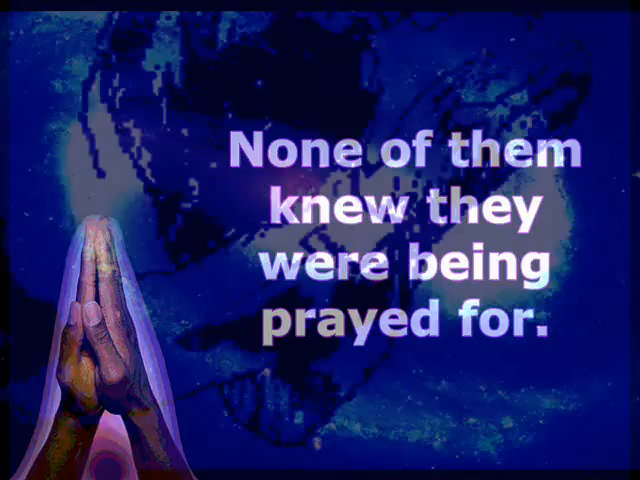 None of them
knew they
were being
prayed for.